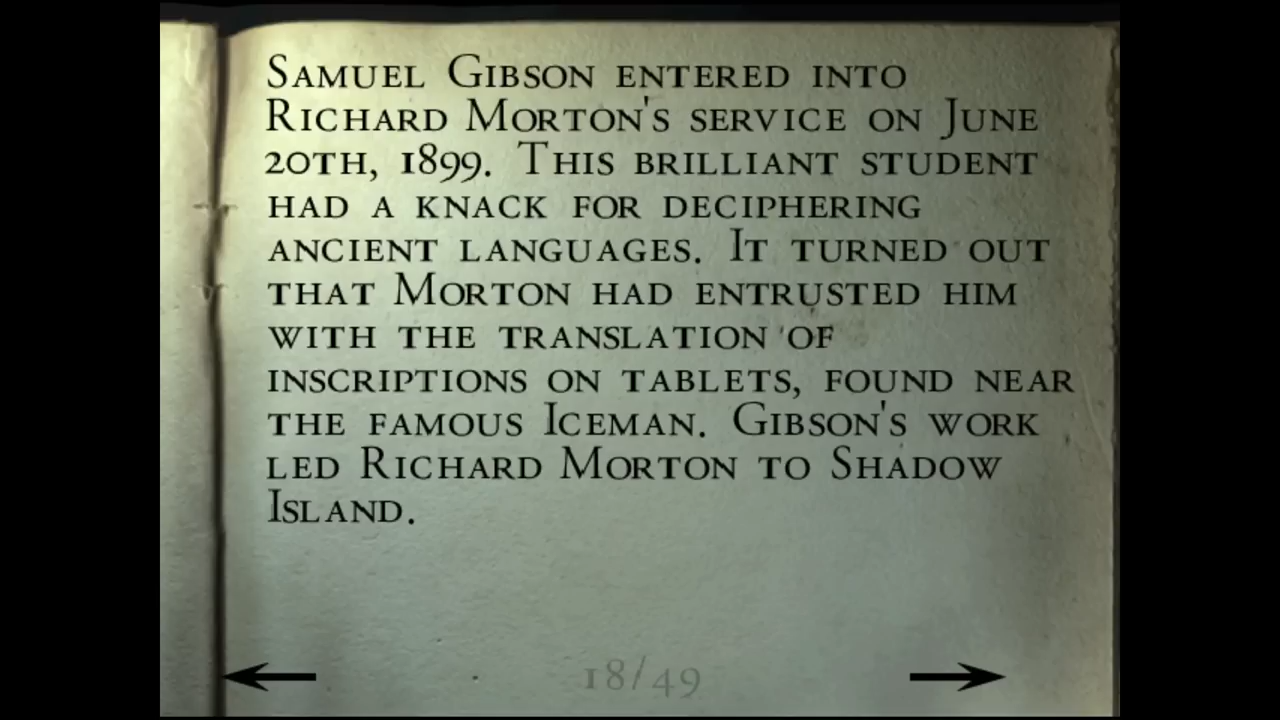 Samuel Gibson entered into
Richard Morton's service on June
20th, 1899. This brilliant student
had a knack for deciphering
ancient languages. It turned out
that Morton had entrusted him
with the translation of
inscriptions on tablets, found near
the famous Iceman. Gibson's work
led Richard Morton to Shadow
Island.
18/49